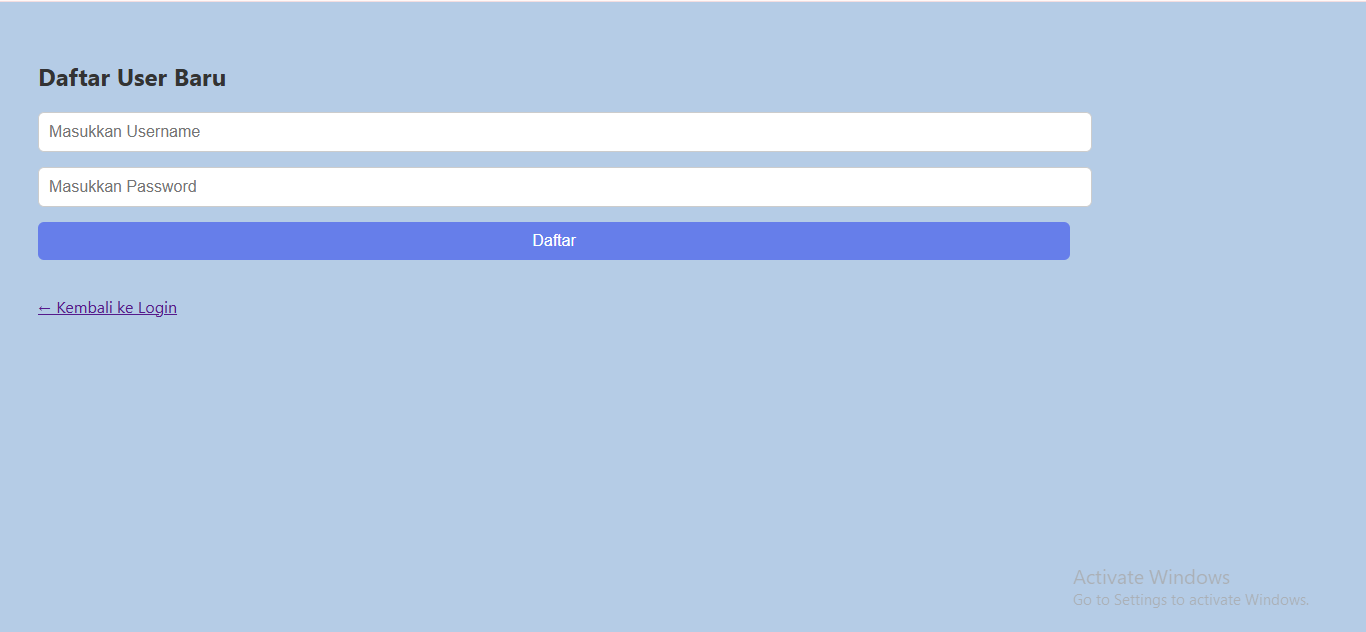 Daftar User Baru
Masukkan Username
Masukkan Password
Daftar
← Kembali ke Login
Activate Windows
Go to Settings to activate Windows.